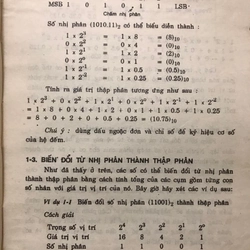 MSB 1 0 1 0 1 1 LSB
Chấm nhị phân
Số nhị phân (1010.11)₂ có thể biểu diễn thành :
1 x 2³ = 1 x 8 = (8)₁₀
0 x 2² = 0 x 4 = (0)₁₀
1 x 2¹ = 1 x 2 = (2)₁₀
0 x 2⁰ = 0 x 1 = (0)₁₀
1 x 2⁻¹ = 1 x 0.5 = (0.5)₁₀
1 x 2⁻² = 1 x 0.25 = (0.25)₁₀
Tính ra giá trị thập phân tương ứng như sau :
1 x 2³ + 0 x 2² + 1 x 2¹ + 0 x 2⁰ + 1 x 2⁻¹ + 1 x 2⁻²
= 1 x 8 + 0 x 4 + 1 x 2 + 0 x 1 + 1 x 0.5 + 1 x 0.25
= 8 + 0 + 2 + 0 + 0.5 + 0.25 = (10.75)₁₀
Chú ý : dùng dấu ngoặc đơn và chỉ số để ký hiệu cơ số
của hệ đếm.
1-3. BIẾN ĐỔI TỪ NHỊ PHÂN THÀNH THẬP PHÂN
Như đã thấy ở trên, các số có thể biến đổi từ nhị phân
thành thập phân bằng cách tính tổng của các cụm gồm từng con
số nhân với giá trị vị trí của nó. Bây giờ hãy xét các ví dụ sau:
Ví dụ 1-1 Biến đổi số nhị phân (11001)₂ thành thập phân
Cách giải
Trọng số vị trí 2⁴ 2³ 2² 2¹ 2⁰
Giá trị vị trí 16 8 4 2 1
Số nhị phân 1 1 0 0 1